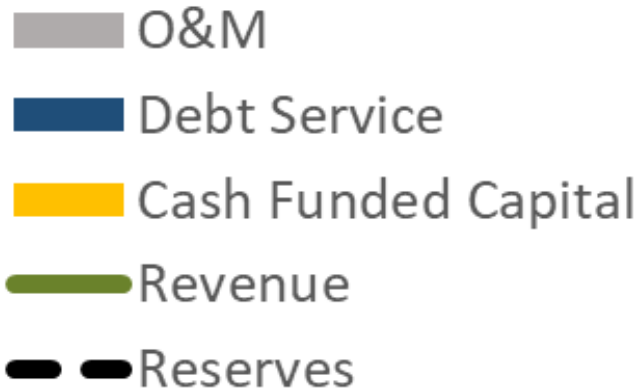 O&M
Debt Service
Cash Funded Capital
Revenue
Reserves